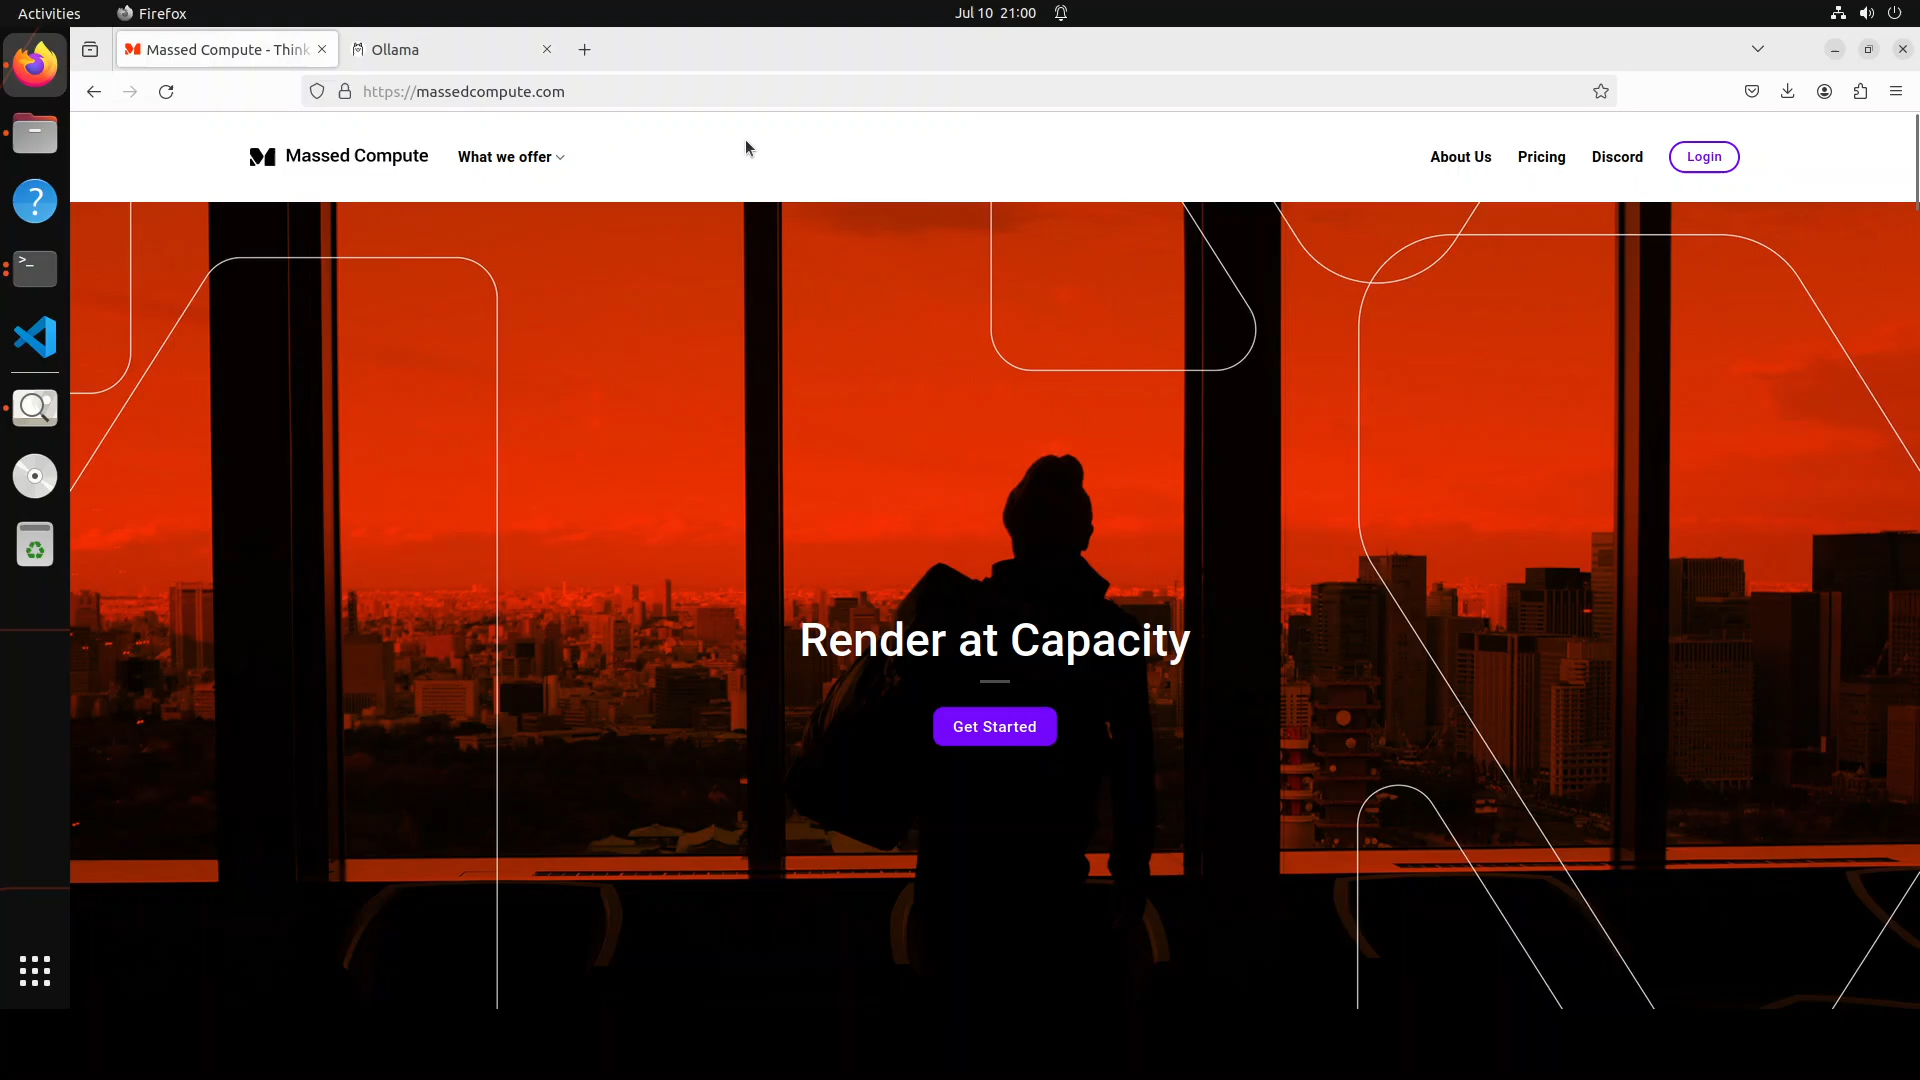 Activities
Firefox
Jul 10 21:00
Massed Compute - Think
Ollama
https://massedcompute.com
Massed Compute
What we offer
About Us
Pricing
Discord
Login
Render at Capacity
Get Started